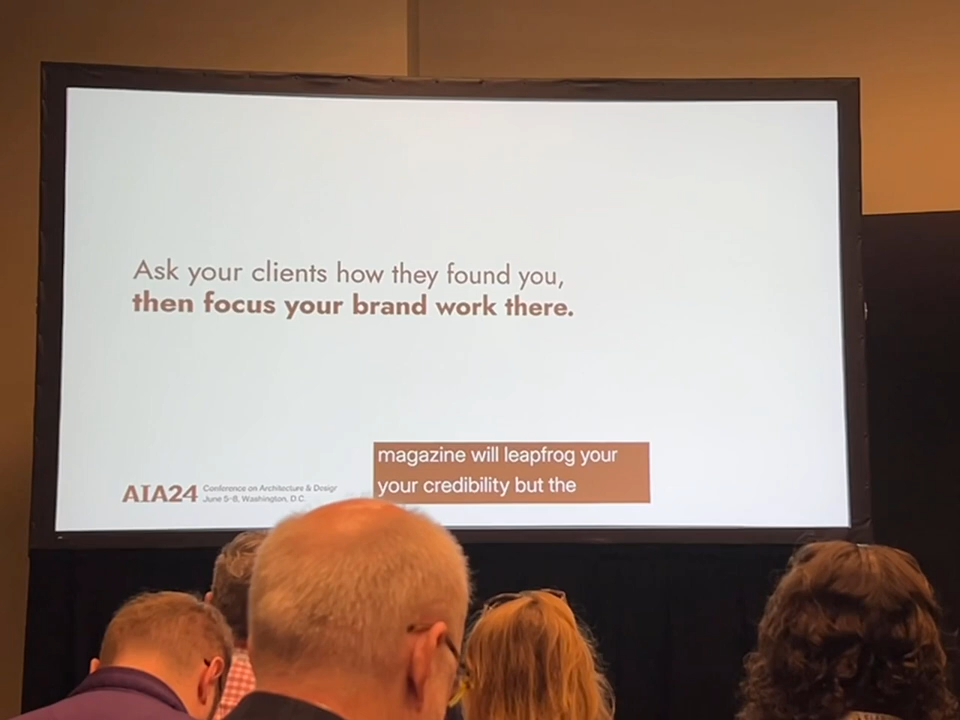 Ask your clients how they found you,
then focus your brand work there.
magazine will leapfrog your
your credibility but the
AIA24
Conference on Architecture & Design
June 5–8, Washington, D.C.